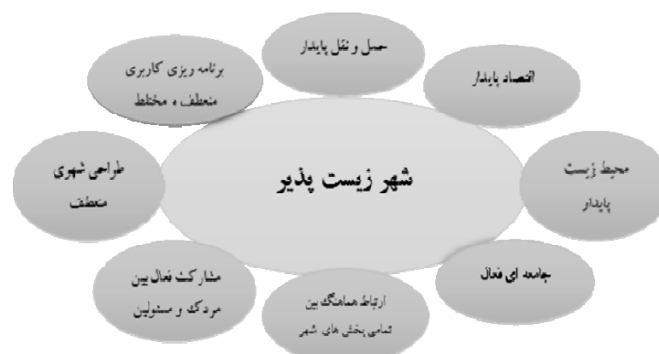 حمل و نقل پایدار
اقتصاد پایدار
برنامه ریزی کاربری
منعطف و مختلط
محیط زیست
پایدار
شهر زیست پذیر
طراحی شهری
منعطف
جامعه ای فعال
مشارکت فعال بین
مردک و مسئولین
ارتباط هماهنگ بین
تمامی بخش های شهر